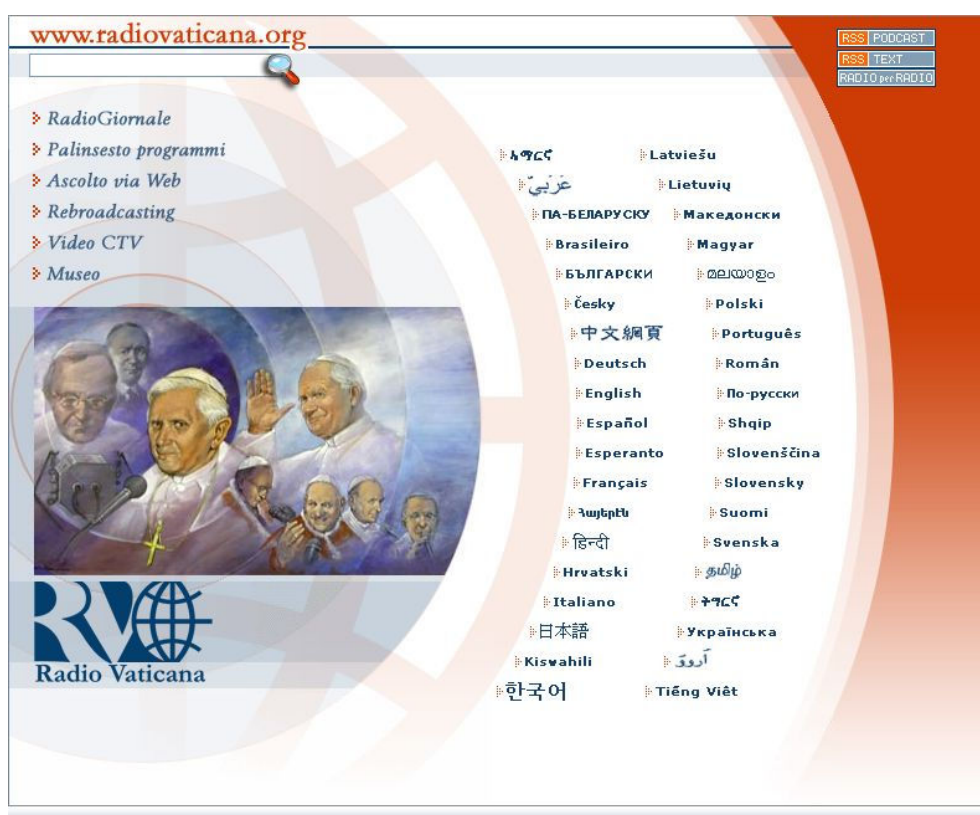 www.radiovaticana.org
RSS PODCAST
RSS TEXT
RADIO per RADIO
RadioGiornale
Palinsesto programmi
Ascolto via Web
Rebroadcasting
Video CTV
Museo
RV
Radio Vaticana
አማርኛ
عَرَبيّ
ПА-БЕЛАРУСКУ
Brasileiro
БЪЛГАРСКИ
Česky
中文網頁
Deutsch
English
Español
Esperanto
Français
Հայերէն
हिन्दी
Hrvatski
Italiano
日本語
Kiswahili
한국어
Latviešu
Lietuvių
Македонски
Magyar
മലയാളം
Polski
Português
Român
По-русски
Shqip
Slovenščina
Slovensky
Suomi
Svenska
தமிழ்
ትግርኛ
Українська
اُردُو
Tiếng Việt